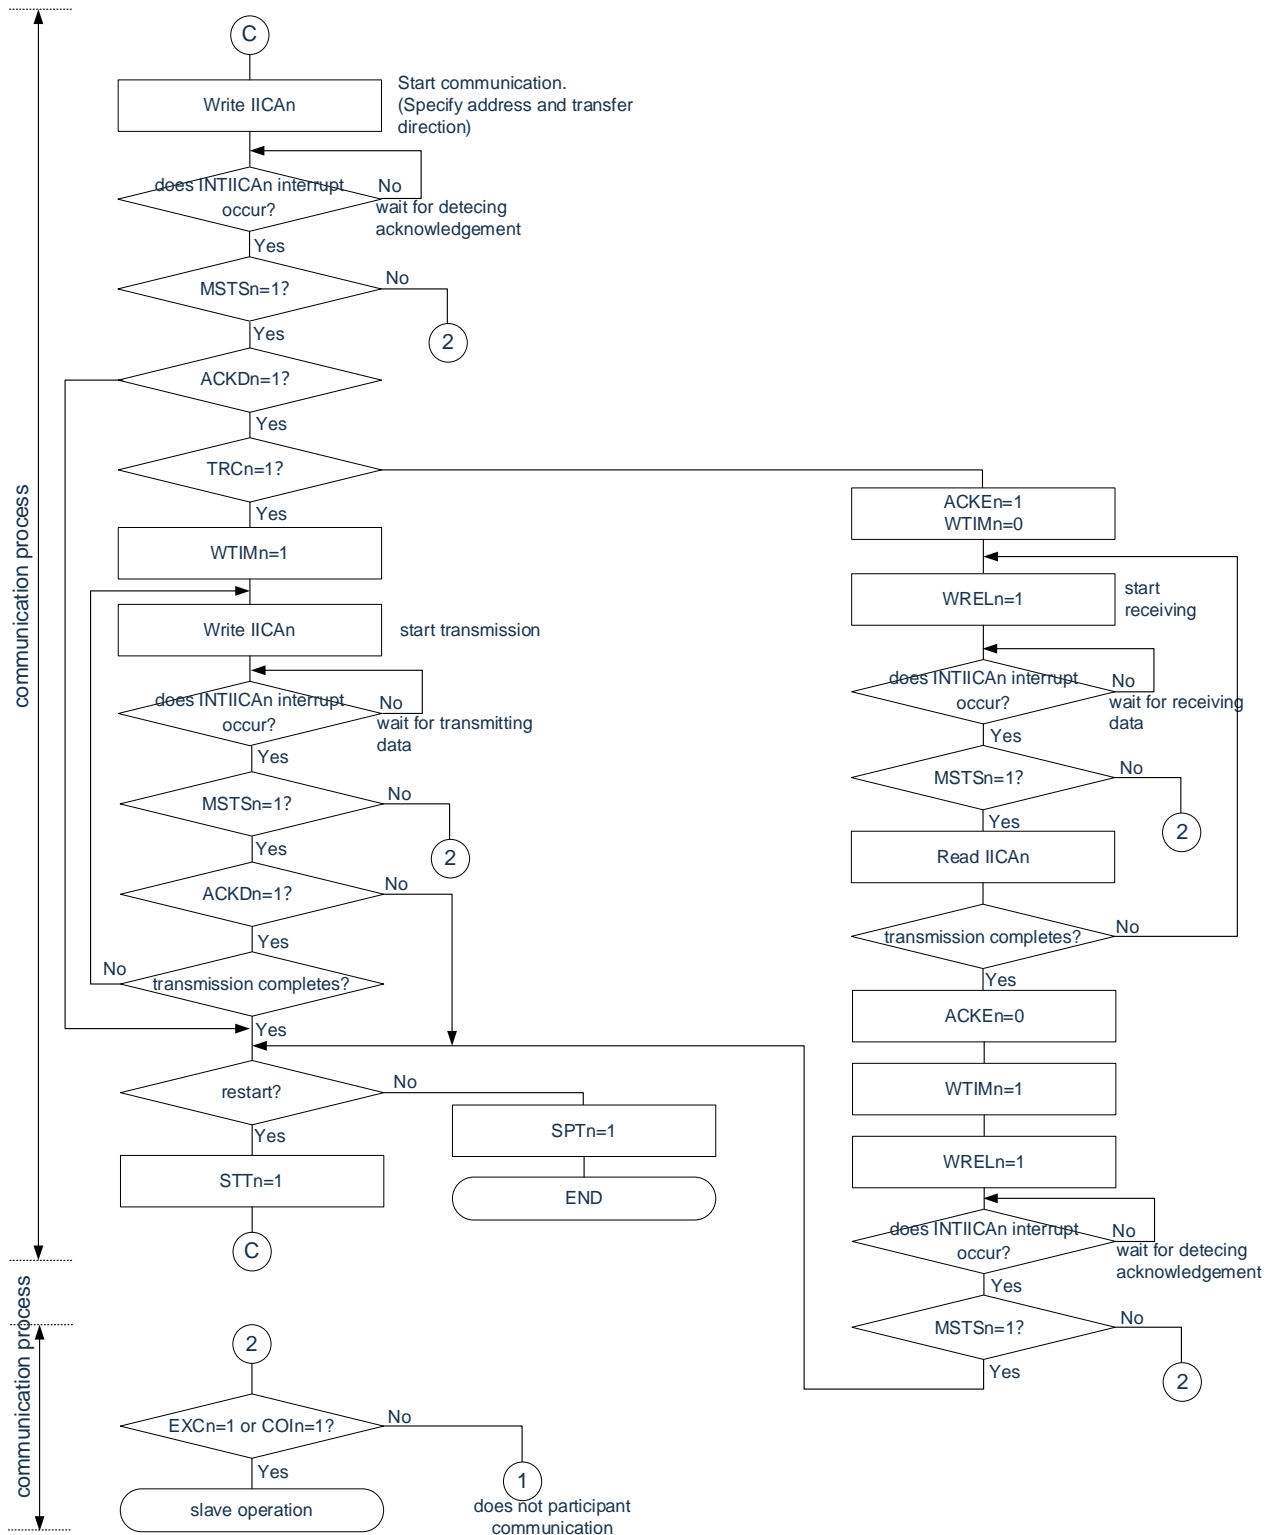 C
Write IICAn
Start communication.
(Specify address and transfer
direction)
does INTIICAn interrupt
occur?
No
wait for detecing
acknowledgement
Yes
MSTSn=1?
No
2
Yes
ACKDn=1?
Yes
TRCn=1?
Yes
WTIMn=1
Write IICAn
start transmission
does INTIICAn interrupt
occur?
No
wait for transmitting
data
Yes
MSTSn=1?
No
2
Yes
ACKDn=1?
No
Yes
transmission completes?
No
Yes
restart?
No
Yes
SPTn=1
END
STTn=1
C
communication process
ACKEn=1
WTIMn=0
WRELn=1
start
receiving
does INTIICAn interrupt
occur?
No
wait for receiving
data
Yes
MSTSn=1?
No
2
Yes
Read IICAn
transmission completes?
No
Yes
ACKEn=0
WTIMn=1
WRELn=1
does INTIICAn interrupt
occur?
No
wait for detecing
acknowledgement
Yes
MSTSn=1?
No
2
Yes
communication process
2
EXCn=1 or COIn=1?
No
1
does not participant
communication
Yes
slave operation